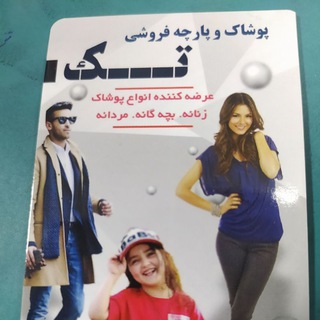 پوشاک و پارچه فروشی
تک
عرضه کننده انواع پوشاک
زنانه. بچه گانه. مردانه